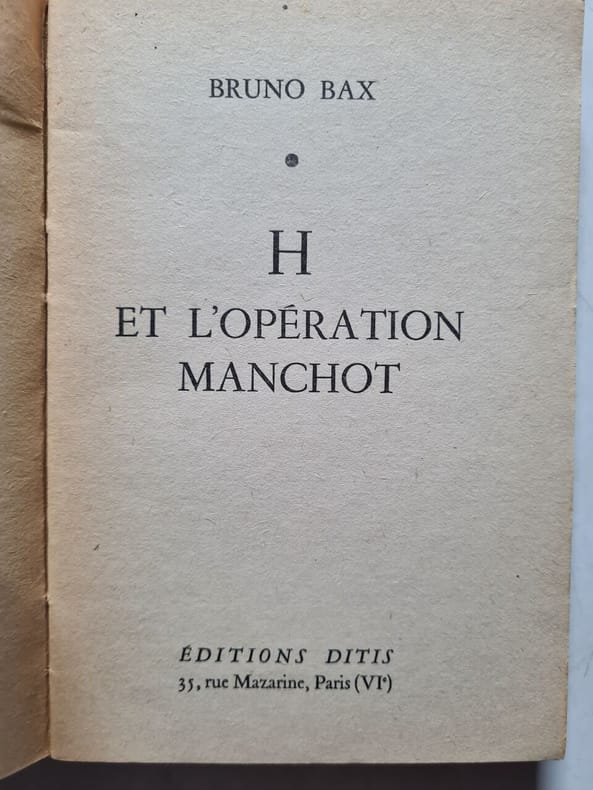 BRUNO BAX
H
ET L'OPÉRATION
MANCHOT
ÉDITIONS DITIS
35, rue Mazarine, Paris (VIᵉ)